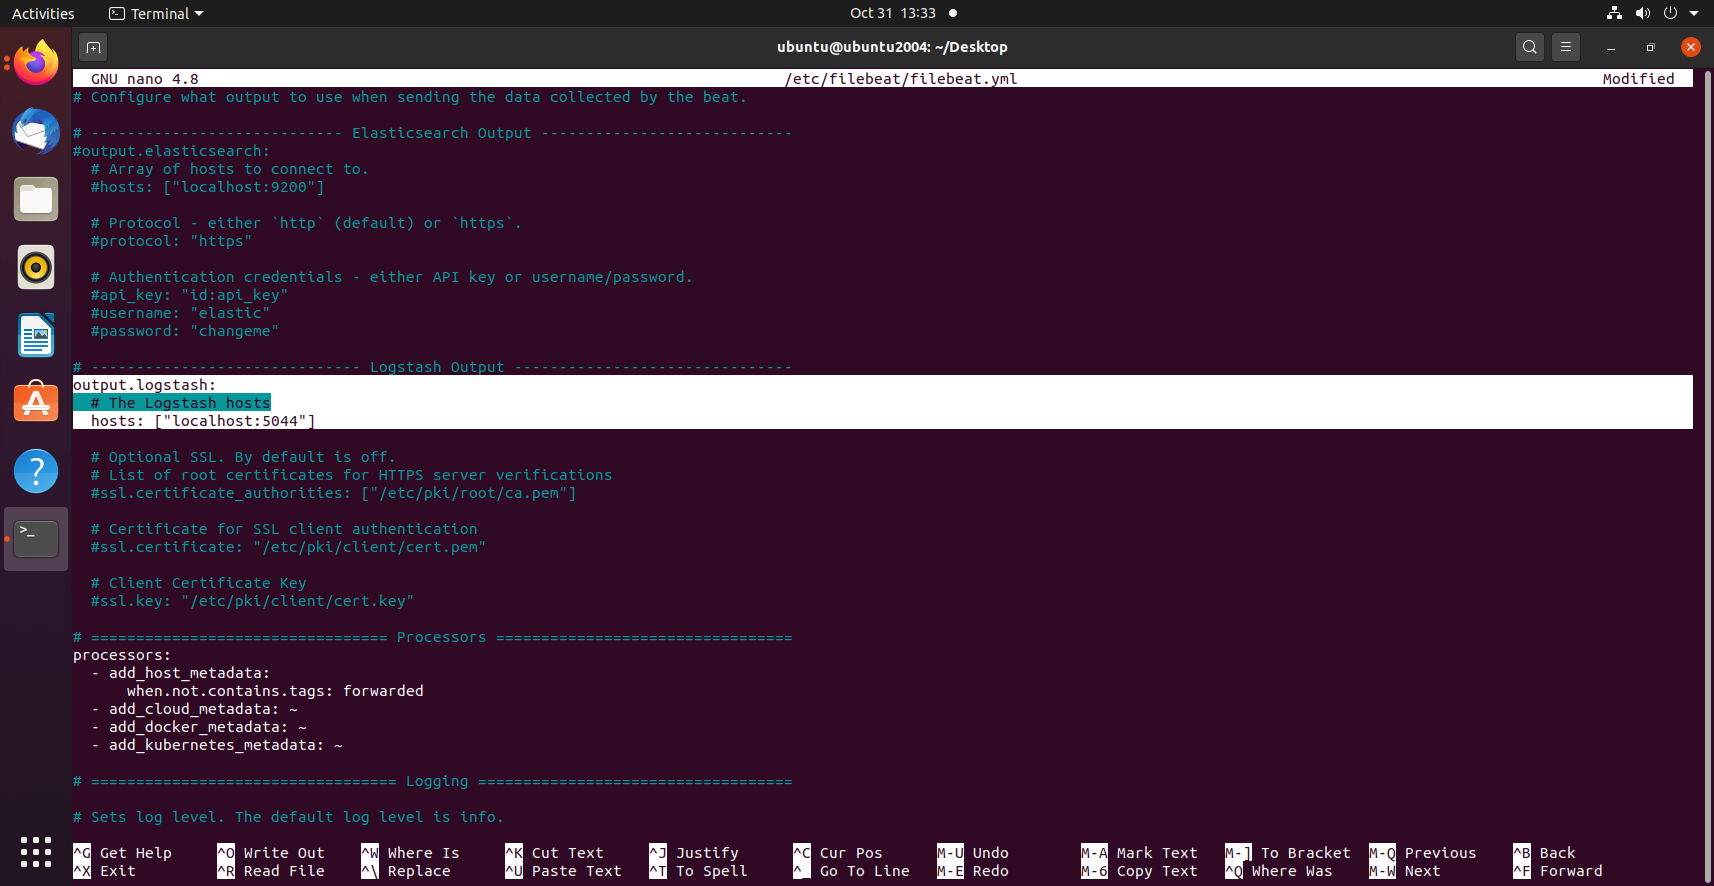 Activities Terminal Oct 31 13:33
ubuntu@ubuntu2004: ~/Desktop
GNU nano 4.8 /etc/filebeat/filebeat.yml Modified
# Configure what output to use when sending the data collected by the beat.
# ---------------------------- Elasticsearch Output ----------------------------
#output.elasticsearch:
# Array of hosts to connect to.
#hosts: ["localhost:9200"]
# Protocol - either `http` (default) or `https`.
#protocol: "https"
# Authentication credentials - either API key or username/password.
#api_key: "id:api_key"
#username: "elastic"
#password: "changeme"
# ------------------------------ Logstash Output -------------------------------
output.logstash:
# The Logstash hosts
hosts: ["localhost:5044"]
# Optional SSL. By default is off.
# List of root certificates for HTTPS server verifications
#ssl.certificate_authorities: ["/etc/pki/root/ca.pem"]
# Certificate for SSL client authentication
#ssl.certificate: "/etc/pki/client/cert.pem"
# Client Certificate Key
#ssl.key: "/etc/pki/client/cert.key"
# ================================= Processors =================================
processors:
- add_host_metadata:
when.not.contains.tags: forwarded
- add_cloud_metadata: ~
- add_docker_metadata: ~
- add_kubernetes_metadata: ~
# ================================== Logging ===================================
# Sets log level. The default log level is info.
^G Get Help ^O Write Out ^W Where Is ^K Cut Text ^J Justify ^C Cur Pos M-U Undo M-A Mark Text M-] To Bracket M-Q Previous ^B Back
^X Exit ^R Read File ^\ Replace ^U Paste Text ^T To Spell ^_ Go To Line M-E Redo M-6 Copy Text ^Q Where Was M-W Next ^F Forward